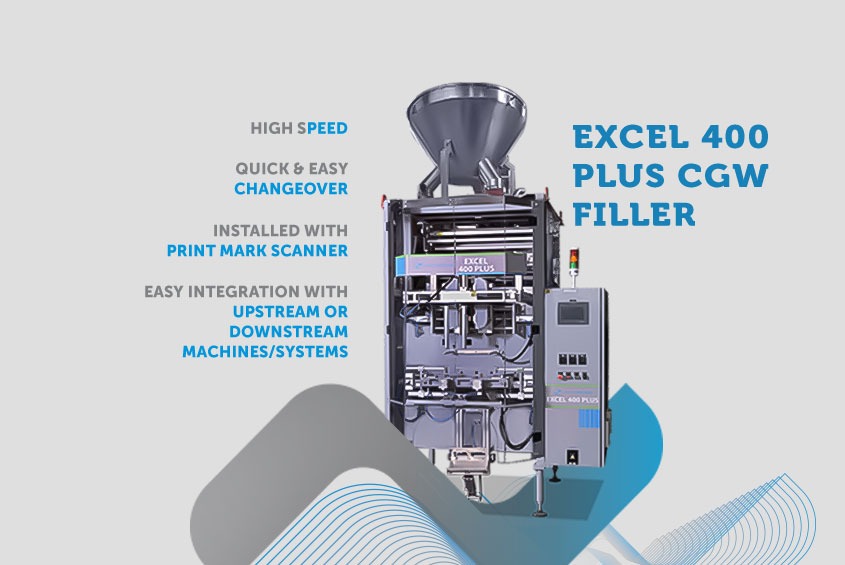 HIGH SPEED
QUICK & EASY
CHANGEOVER
INSTALLED WITH
PRINT MARK SCANNER
EASY INTEGRATION WITH
UPSTREAM OR
DOWNSTREAM
MACHINES/SYSTEMS
EXCEL 400
PLUS CGW
FILLER
EXCEL
400 PLUS
EXCEL 400 PLUS